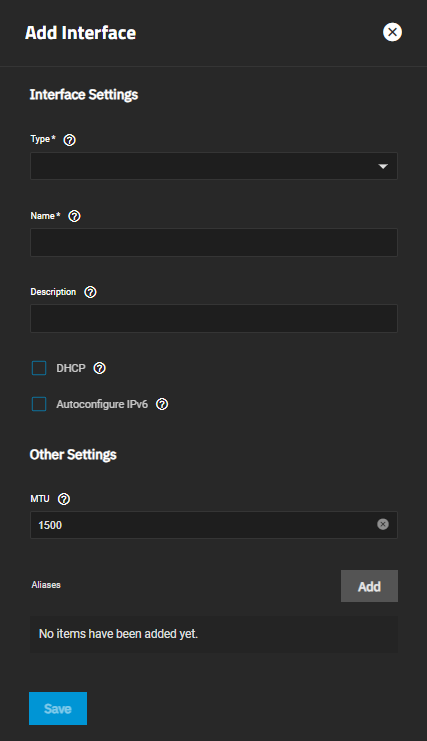 Add Interface
Interface Settings
Type *
Name *
Description
DHCP
Autoconfigure IPv6
Other Settings
MTU
1500
Aliases
Add
No items have been added yet.
Save